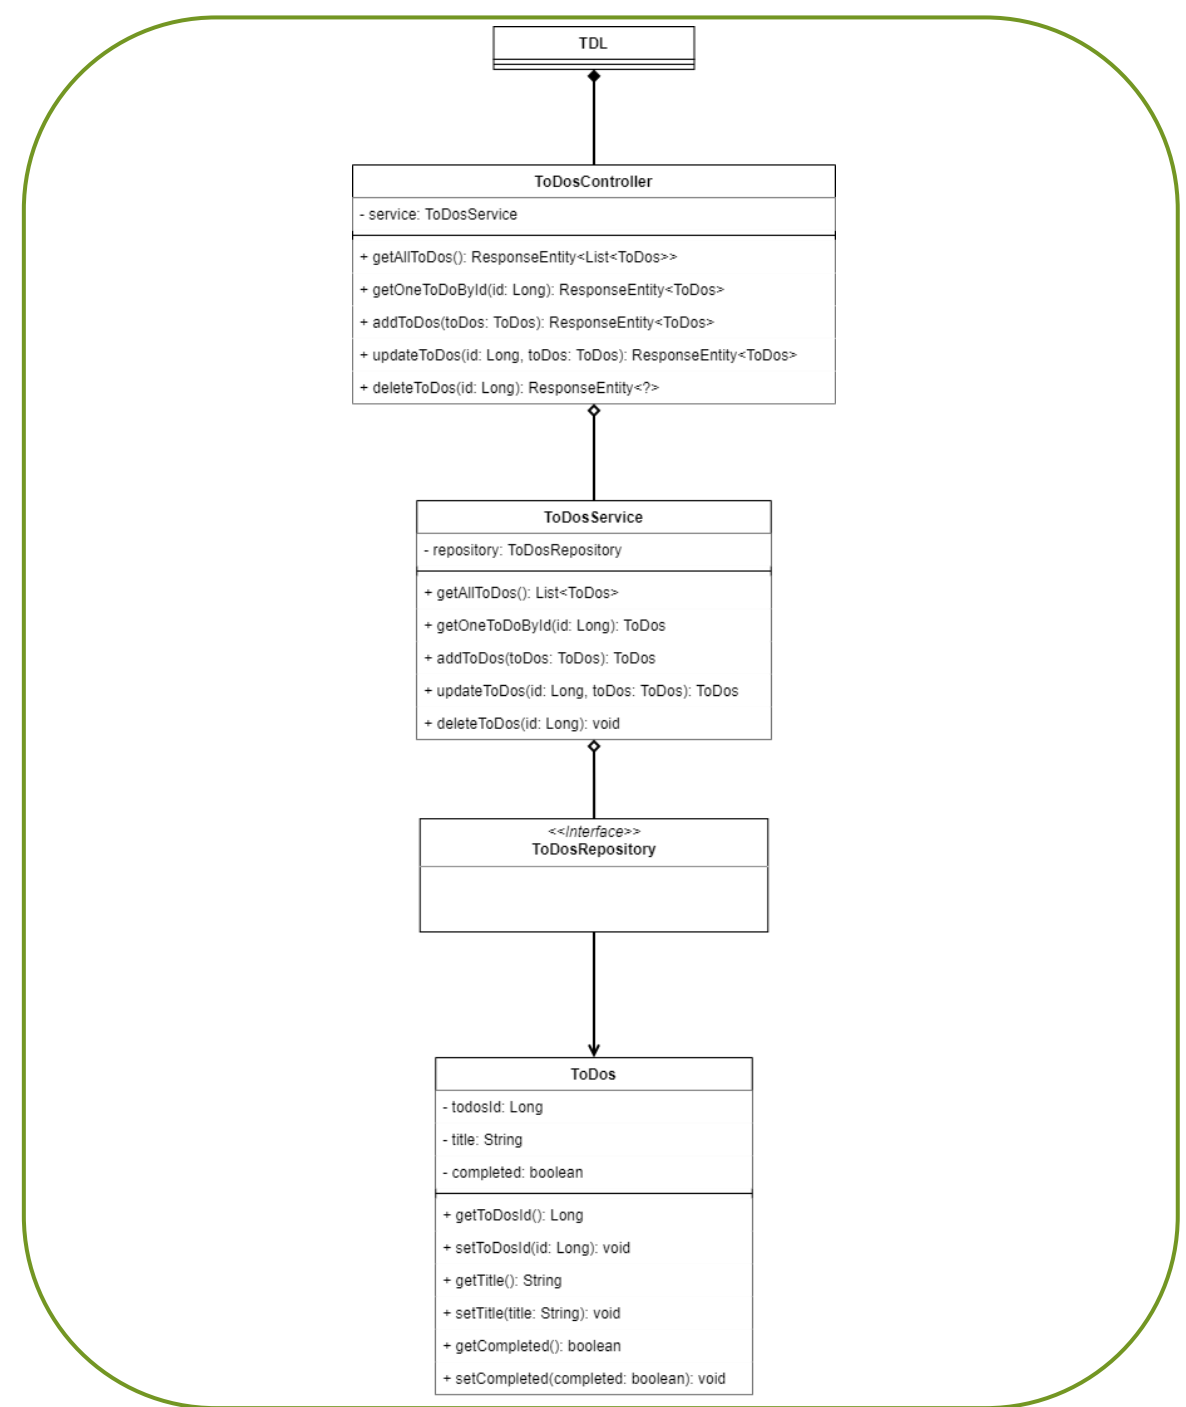 TDL
ToDosController
- service: ToDosService
+ getAllToDos(): ResponseEntity<List<ToDos>>
+ getOneToDoById(id: Long): ResponseEntity<ToDos>
+ addToDos(toDos: ToDos): ResponseEntity<ToDos>
+ updateToDos(id: Long, toDos: ToDos): ResponseEntity<ToDos>
+ deleteToDos(id: Long): ResponseEntity<?>
ToDosService
- repository: ToDosRepository
+ getAllToDos(): List<ToDos>
+ getOneToDoById(id: Long): ToDos
+ addToDos(toDos: ToDos): ToDos
+ updateToDos(id: Long, toDos: ToDos): ToDos
+ deleteToDos(id: Long): void
<<Interface>>
ToDosRepository
ToDos
- todosId: Long
- title: String
- completed: boolean
+ getToDosId(): Long
+ setToDosId(id: Long): void
+ getTitle(): String
+ setTitle(title: String): void
+ getCompleted(): boolean
+ setCompleted(completed: boolean): void